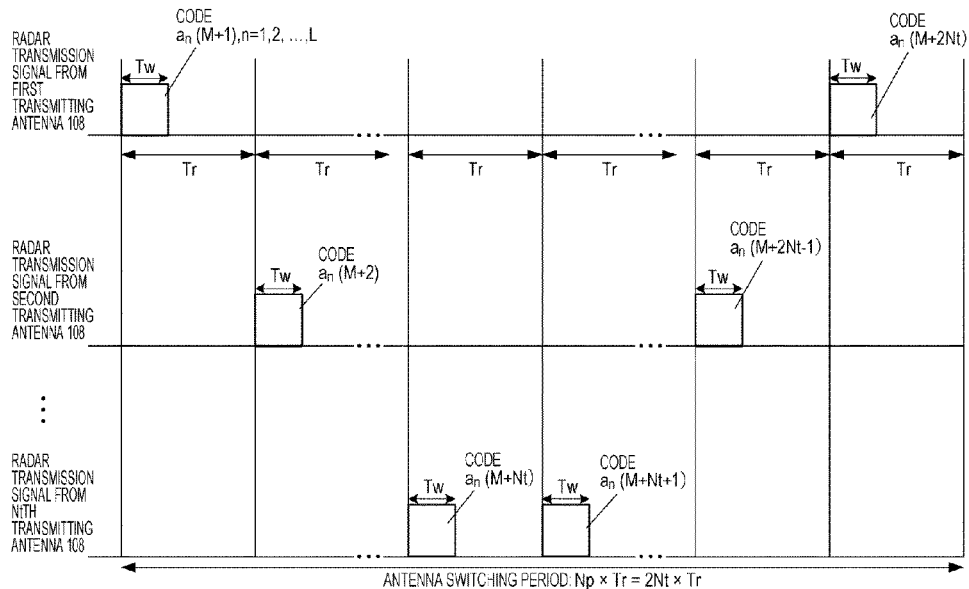 CODE
aₙ (M+1),n=1,2, ...,L
CODE
aₙ (M+2Nt)
RADAR
TRANSMISSION
SIGNAL FROM
FIRST
TRANSMITTING
ANTENNA 108
Tw
Tw
...
...
Tr
Tr
Tr
Tr
Tr
Tr
RADAR
TRANSMISSION
SIGNAL FROM
SECOND
TRANSMITTING
ANTENNA 108
CODE
aₙ (M+2)
Tw
CODE
aₙ (M+2Nt-1)
Tw
...
...
RADAR
TRANSMISSION
SIGNAL FROM
NtTH
TRANSMITTING
ANTENNA 108
CODE
aₙ (M+Nt)
Tw
CODE
aₙ (M+Nt+1)
Tw
...
...
ANTENNA SWITCHING PERIOD: Np × Tr = 2Nt × Tr